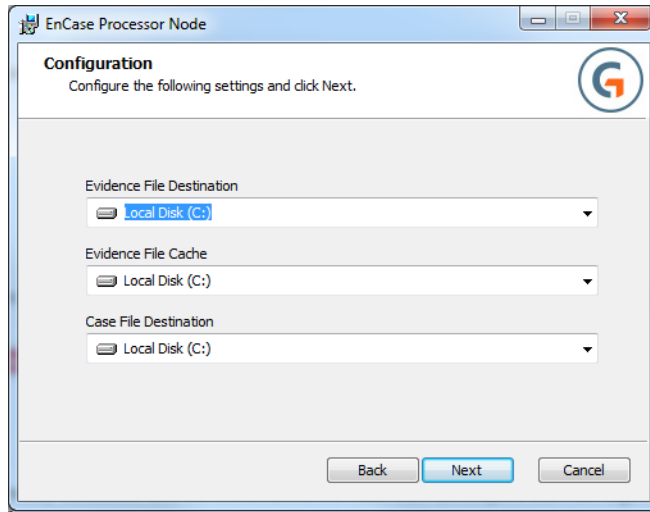 EnCase Processor Node
Configuration
Configure the following settings and click Next.
G
Evidence File Destination
Local Disk (C:)
Evidence File Cache
Local Disk (C:)
Case File Destination
Local Disk (C:)
Back Next Cancel